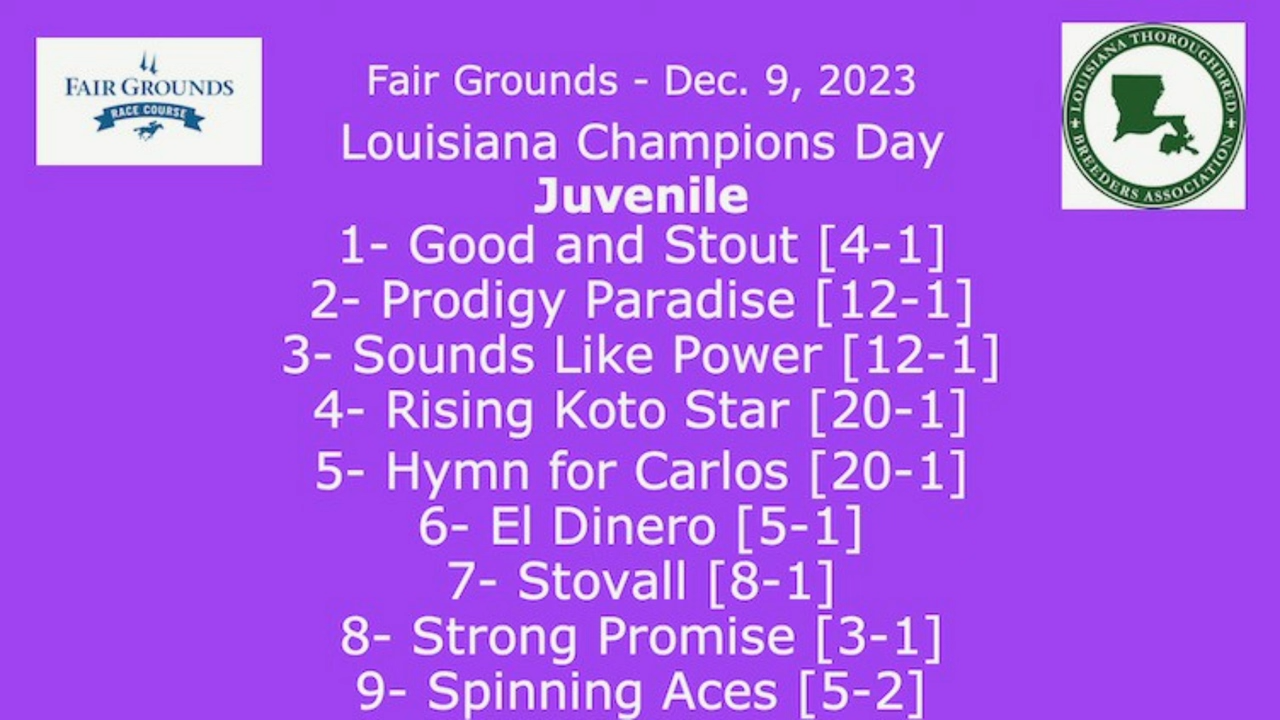 FAIR GROUNDS
RACE COURSE
LOUISIANA THOROUGHBRED
BREEDERS ASSOCIATION
Fair Grounds - Dec. 9, 2023
Louisiana Champions Day
Juvenile
1- Good and Stout [4-1]
2- Prodigy Paradise [12-1]
3- Sounds Like Power [12-1]
4- Rising Koto Star [20-1]
5- Hymn for Carlos [20-1]
6- El Dinero [5-1]
7- Stovall [8-1]
8- Strong Promise [3-1]
9- Spinning Aces [5-2]